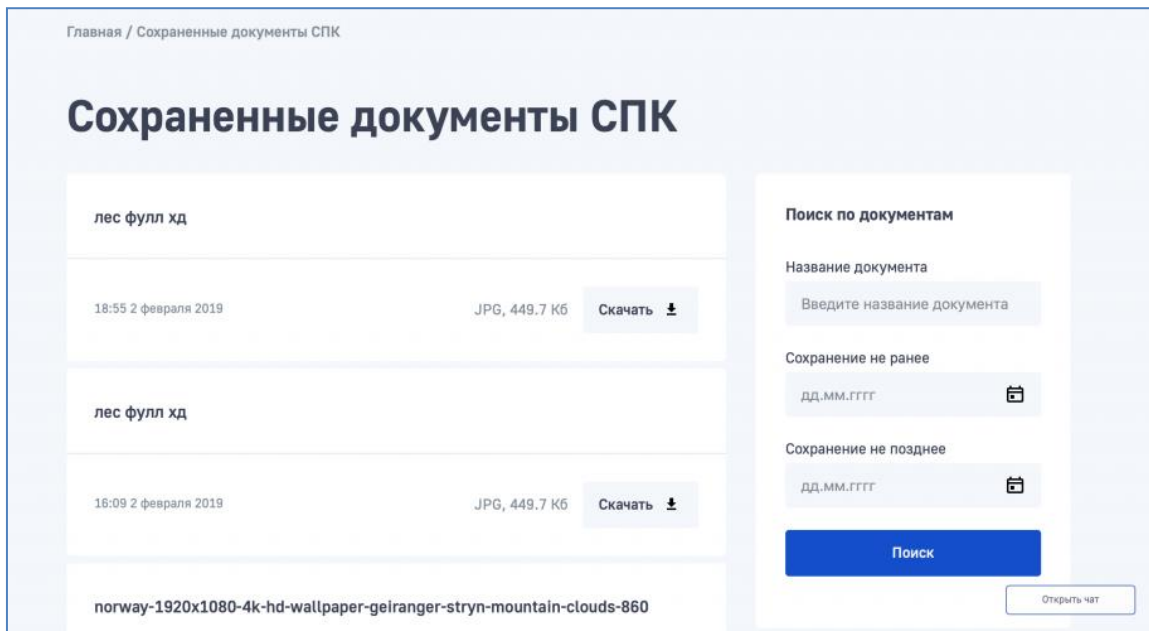 Главная / Сохраненные документы СПК
Сохраненные документы СПК
лес фулл хд
18:55 2 февраля 2019
JPG, 449.7 Кб
Скачать
лес фулл хд
16:09 2 февраля 2019
JPG, 449.7 Кб
Скачать
norway-1920x1080-4k-hd-wallpaper-geiranger-stryn-mountain-clouds-860
Поиск по документам
Название документа
Введите название документа
Сохранение не ранее
дд.мм.гггг
Сохранение не позднее
дд.мм.гггг
Поиск
Открыть чат